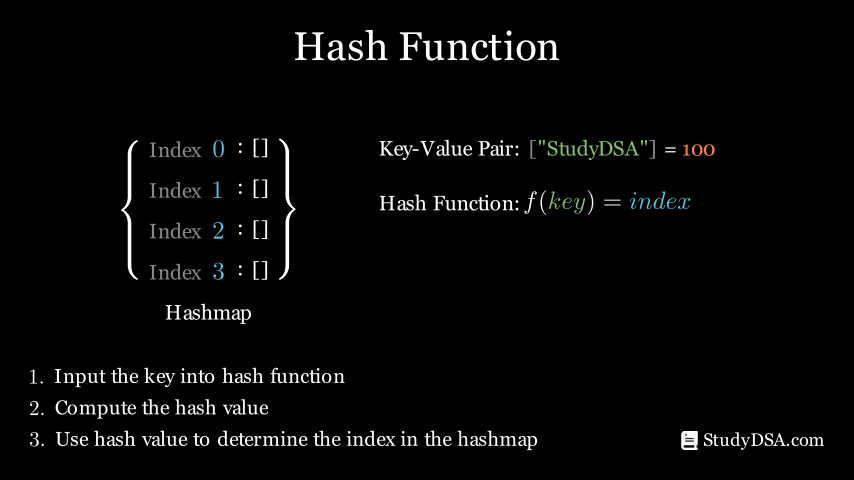 Hash Function
Index 0 : []
Index 1 : []
Index 2 : []
Index 3 : []
Hashmap
Key-Value Pair: ["StudyDSA"] = 100
Hash Function: f(key) = index
1. Input the key into hash function
2. Compute the hash value
3. Use hash value to determine the index in the hashmap
StudyDSA.com